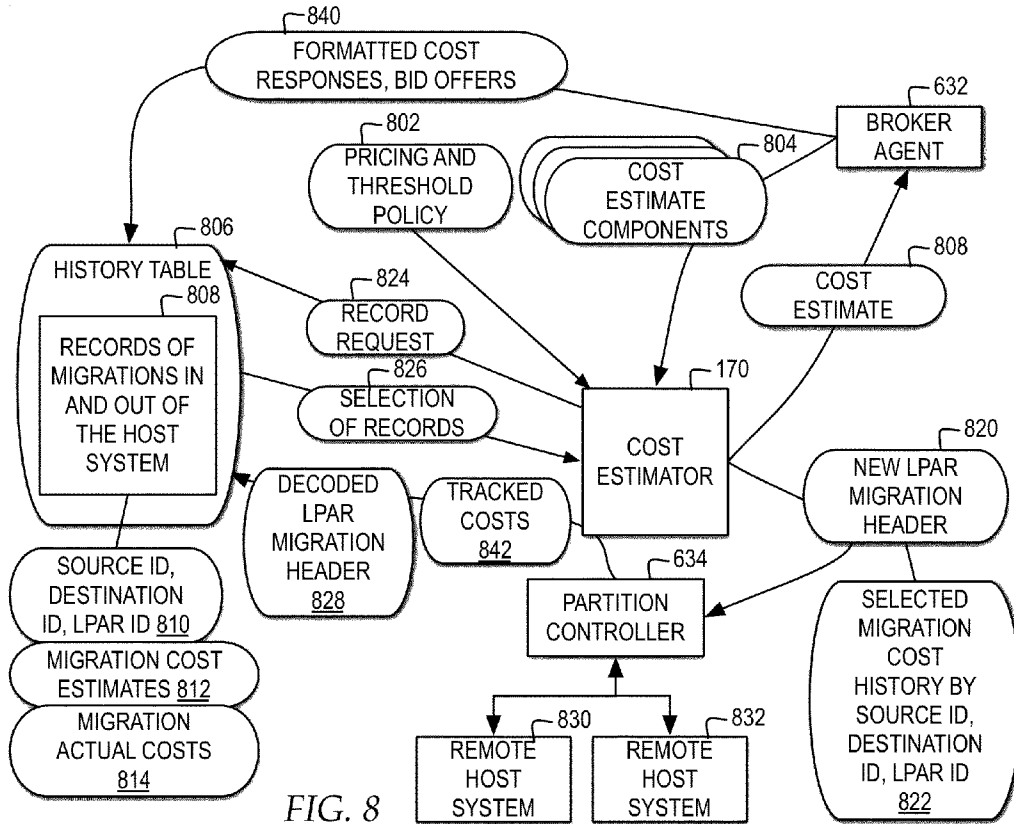 840
FORMATTED COST
RESPONSES, BID OFFERS
632
BROKER
AGENT
802
PRICING AND
THRESHOLD
POLICY
804
COST
ESTIMATE
COMPONENTS
806
HISTORY TABLE
808
RECORDS OF
MIGRATIONS IN
AND OUT OF
THE HOST
SYSTEM
824
RECORD
REQUEST
826
SELECTION
OF RECORDS
808
COST
ESTIMATE
170
COST
ESTIMATOR
820
NEW LPAR
MIGRATION
HEADER
DECODED
LPAR
MIGRATION
HEADER
828
TRACKED
COSTS
842
634
PARTITION
CONTROLLER
SOURCE ID,
DESTINATION
ID, LPAR ID 810
MIGRATION COST
ESTIMATES 812
MIGRATION
ACTUAL COSTS
814
SELECTED
MIGRATION
COST
HISTORY BY
SOURCE ID,
DESTINATION
ID, LPAR ID
822
830
REMOTE
HOST
SYSTEM
832
REMOTE
HOST
SYSTEM
FIG. 8